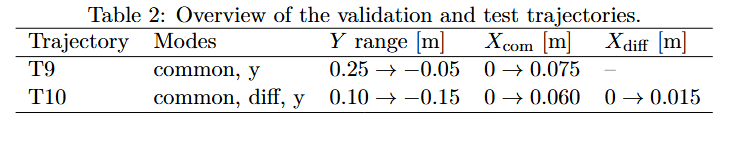 Table 2: Overview of the validation and test trajectories.
Trajectory Modes Y range [m] Xcom [m] Xdiff [m]
T9 common, y 0.25 → −0.05 0 → 0.075 –
T10 common, diff, y 0.10 → −0.15 0 → 0.060 0 → 0.015